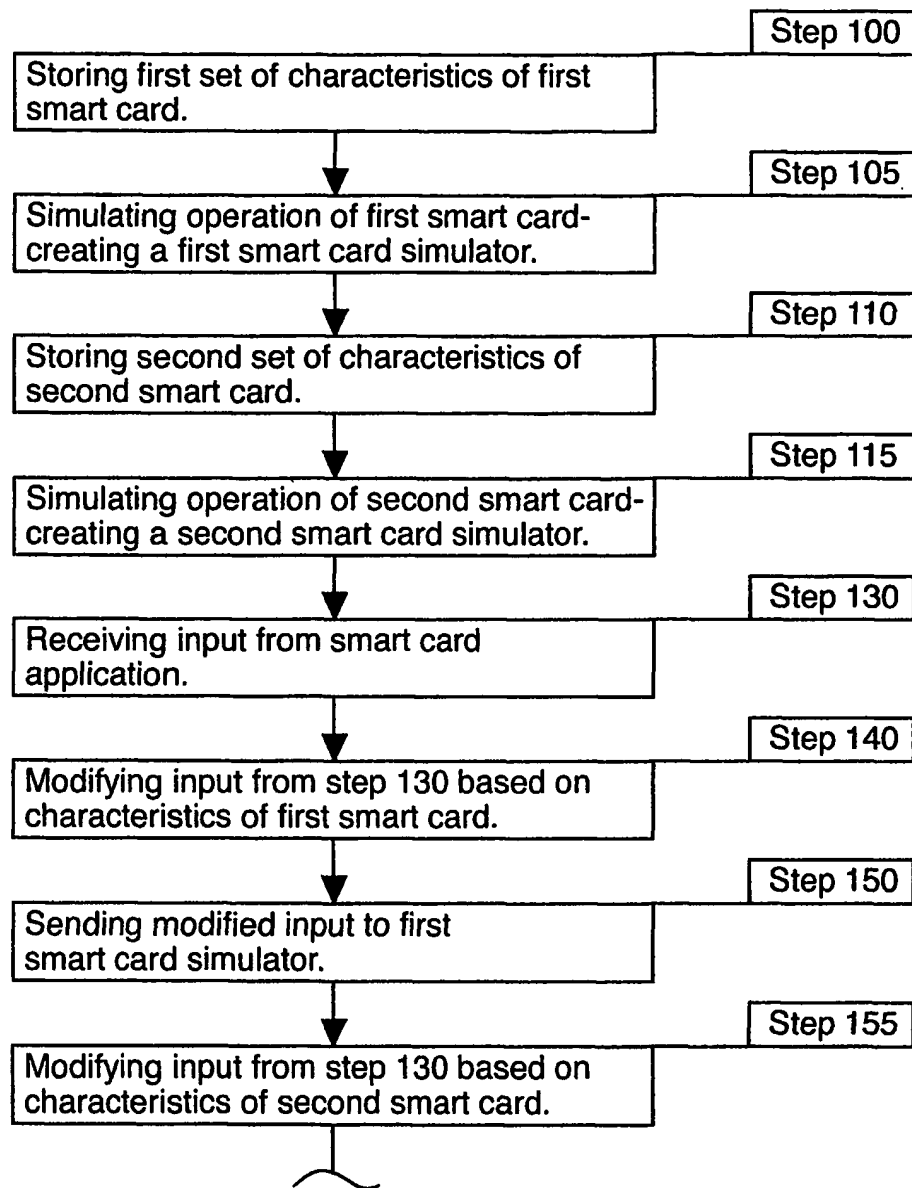 Step 100
Storing first set of characteristics of first
smart card.
Step 105
Simulating operation of first smart card-
creating a first smart card simulator.
Step 110
Storing second set of characteristics of
second smart card.
Step 115
Simulating operation of second smart card-
creating a second smart card simulator.
Step 130
Receiving input from smart card
application.
Step 140
Modifying input from step 130 based on
characteristics of first smart card.
Step 150
Sending modified input to first
smart card simulator.
Step 155
Modifying input from step 130 based on
characteristics of second smart card.